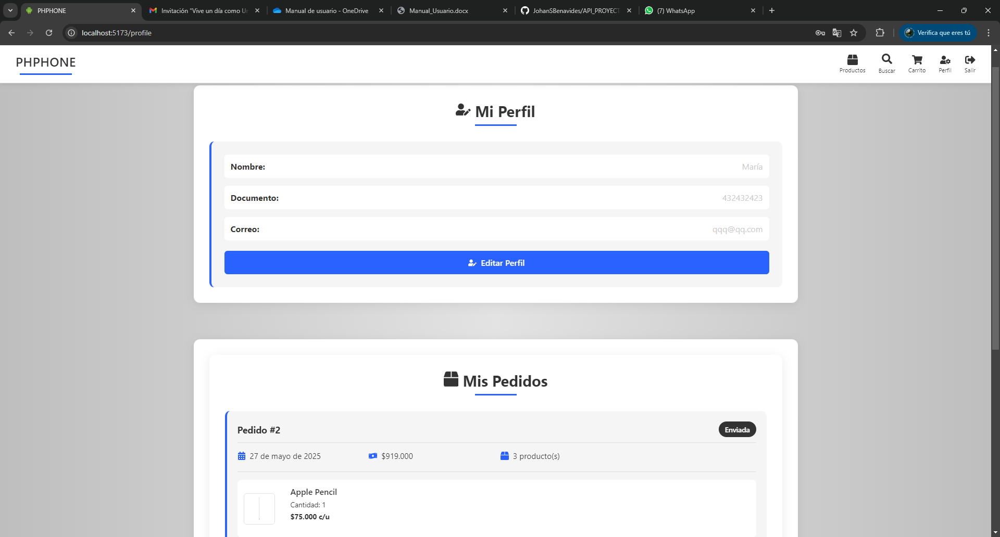 PHPHONE
Invitación "Vive un día como Un
Manual de usuario - OneDrive
Manual_Usuario.docx
JohanSBenavides/API_PROYECT
(7) WhatsApp
localhost:5173/profile
Verifica que eres tú
PHPHONE
Productos
Buscar
Carrito
Perfil
Salir
Mi Perfil
Nombre: María
Documento: 432432423
Correo: qqq@qq.com
Editar Perfil
Mis Pedidos
Pedido #2
Enviada
27 de mayo de 2025
$919.000
3 producto(s)
Apple Pencil
Cantidad: 1
$75.000 c/u